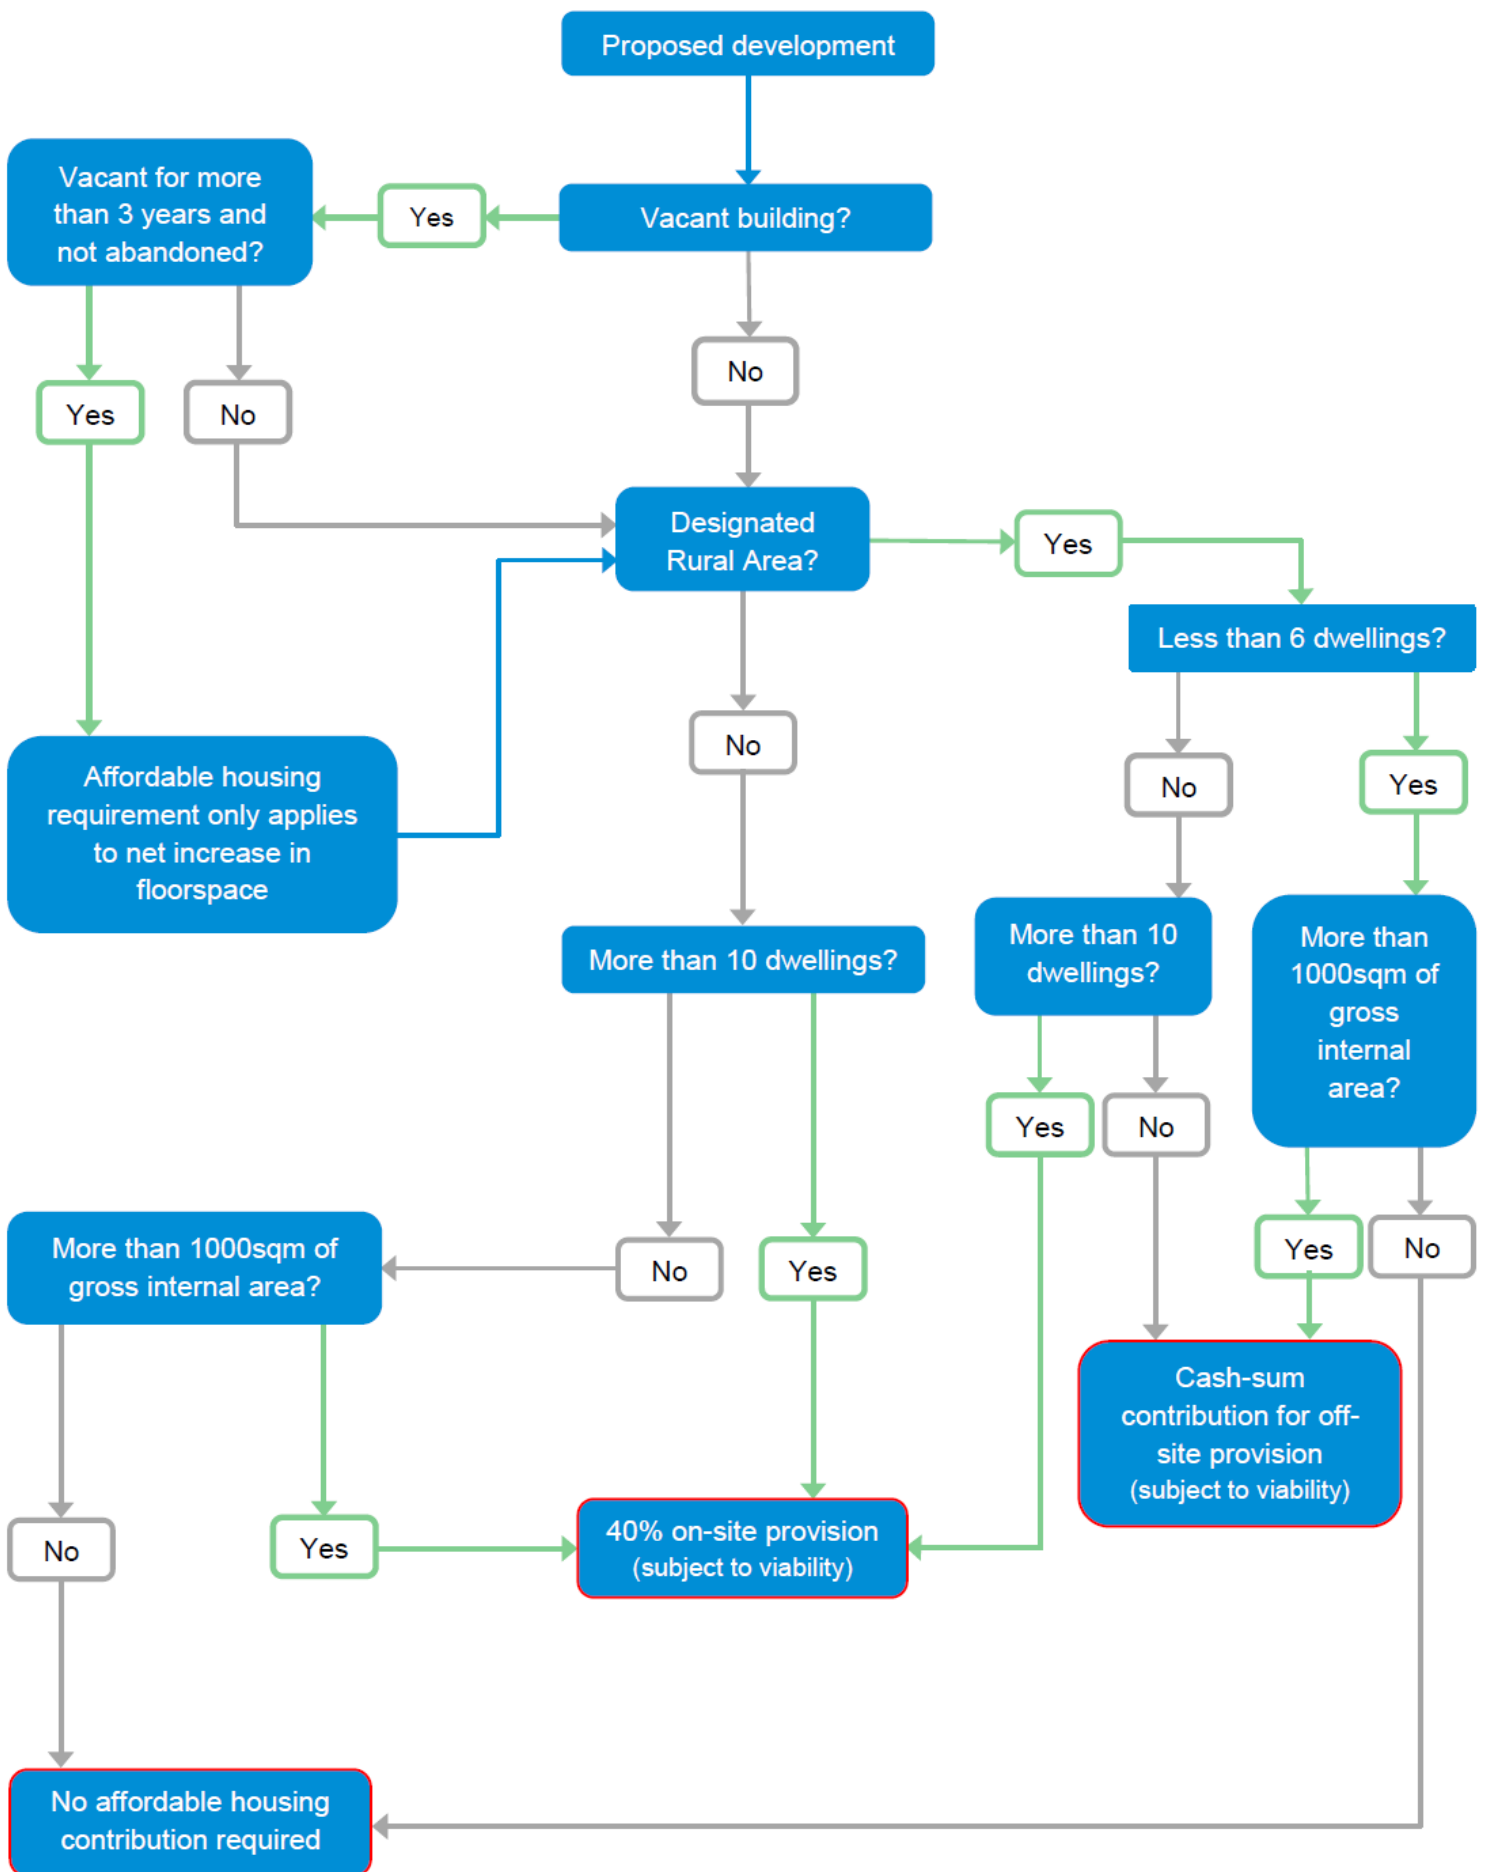 Proposed development
Vacant for more
than 3 years and
not abandoned?
Yes
Vacant building?
No
Yes
No
Designated
Rural Area?
Yes
Less than 6 dwellings?
No
No
Yes
Affordable housing
requirement only applies
to net increase in
floorspace
More than 10 dwellings?
More than 10
dwellings?
More than
1000sqm of
gross
internal
area?
Yes
No
More than 1000sqm of
gross internal area?
No
Yes
Yes
No
Cash-sum
contribution for off-
site provision
(subject to viability)
No
Yes
40% on-site provision
(subject to viability)
No affordable housing
contribution required